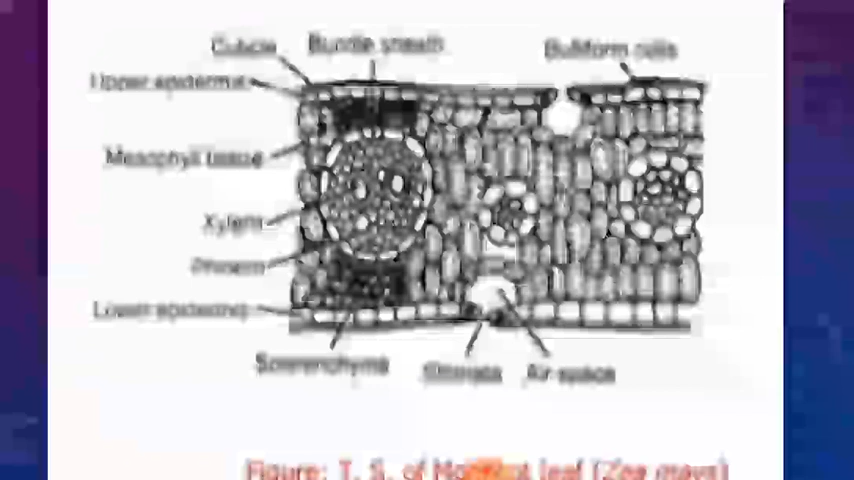 Cuticle
Bundle sheath
Bulliform cells
Upper epidermis
Mesophyll tissue
Xylem
Phloem
Lower epidermis
Sclerenchyma
Stomata
Air space
Figure: T. S. of leaf (Zea mays)